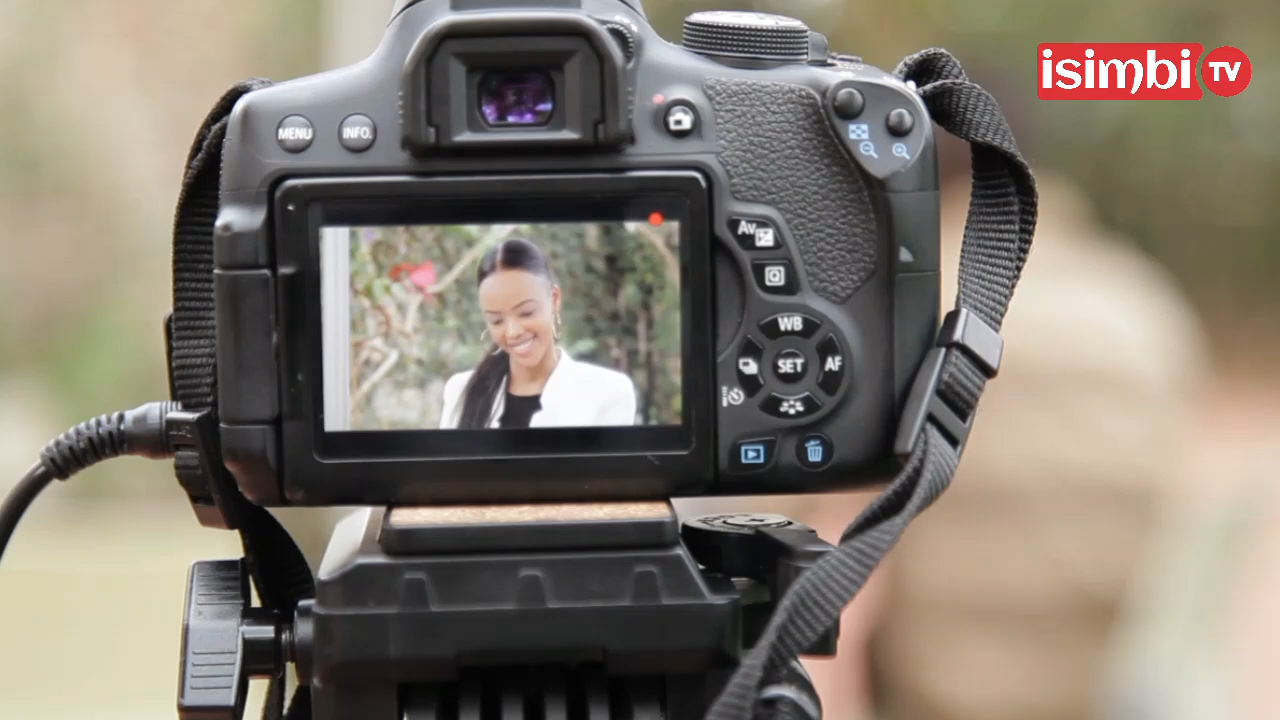 isimbi TV
MENU
INFO.
Av
Q
WB
SET
AF